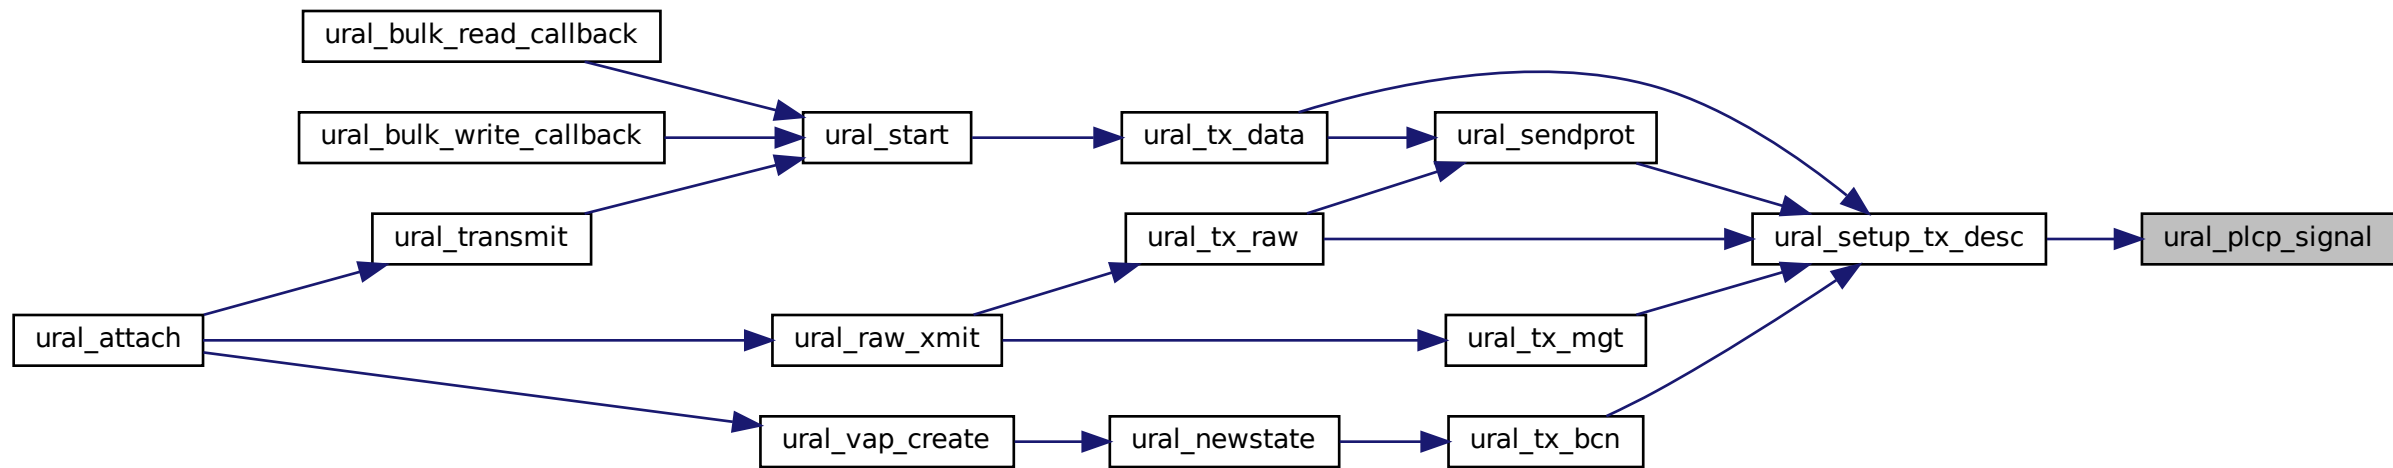 ural_bulk_read_callback
ural_bulk_write_callback
ural_start
ural_tx_data
ural_sendprot
ural_transmit
ural_tx_raw
ural_setup_tx_desc
ural_plcp_signal
ural_attach
ural_raw_xmit
ural_tx_mgt
ural_vap_create
ural_newstate
ural_tx_bcn